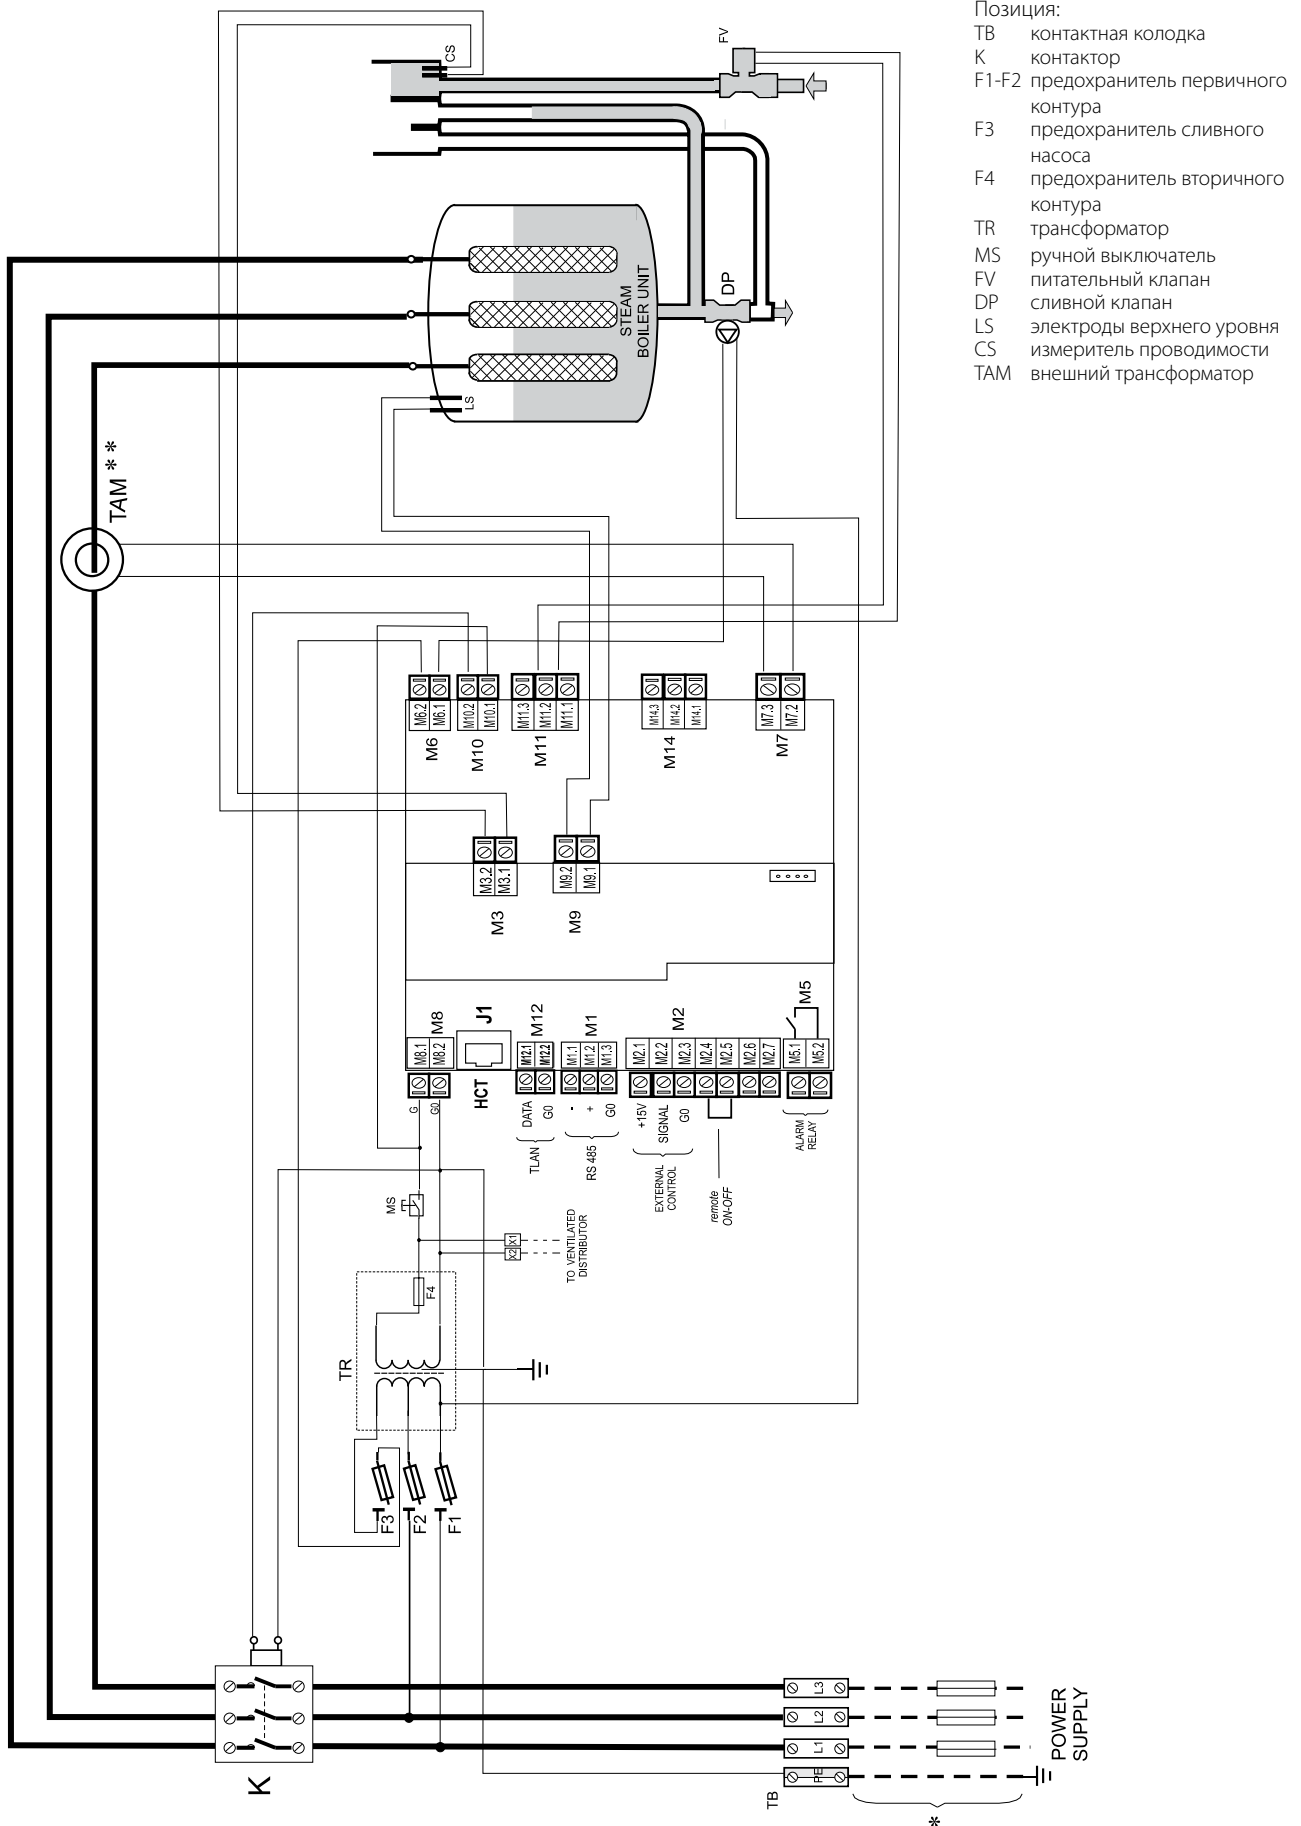 Позиция:
TB контактная колодка
K контактор
F1-F2 предохранитель первичного
контура
F3 предохранитель сливного
насоса
F4 предохранитель вторичного
контура
TR трансформатор
MS ручной выключатель
FV питательный клапан
DP сливной клапан
LS электроды верхнего уровня
CS измеритель проводимости
TAM внешний трансформатор
CS
FV
DP
STEAM
BOILER UNIT
LS
TAM **
M6.2
M6.1
M10.2
M10.1
M11.3
M11.2
M11.1
M14.3
M14.2
M14.1
M7.3
M7.2
M6
M10
M11
M14
M7
M3.2
M3.1
M9.2
M9.1
M3
M9
M8
J1
M12
M1
M2
M5
M8.1
M8.2
M12.1
M12.2
M1.1
M1.2
M1.3
M2.1
M2.2
M2.3
M2.4
M2.5
M2.6
M2.7
M5.1
M5.2
HCT
G
G0
DATA
G0
TLAN
-
+
G0
RS 485
+15V
SIGNAL
G0
EXTERNAL
CONTROL
remote
ON-OFF
ALARM
RELAY
MS
X1
X2
TO VENTILATED
DISTRIBUTOR
F4
TR
F3
F2
F1
K
L3
L2
L1
PE
TB
POWER
SUPPLY
*